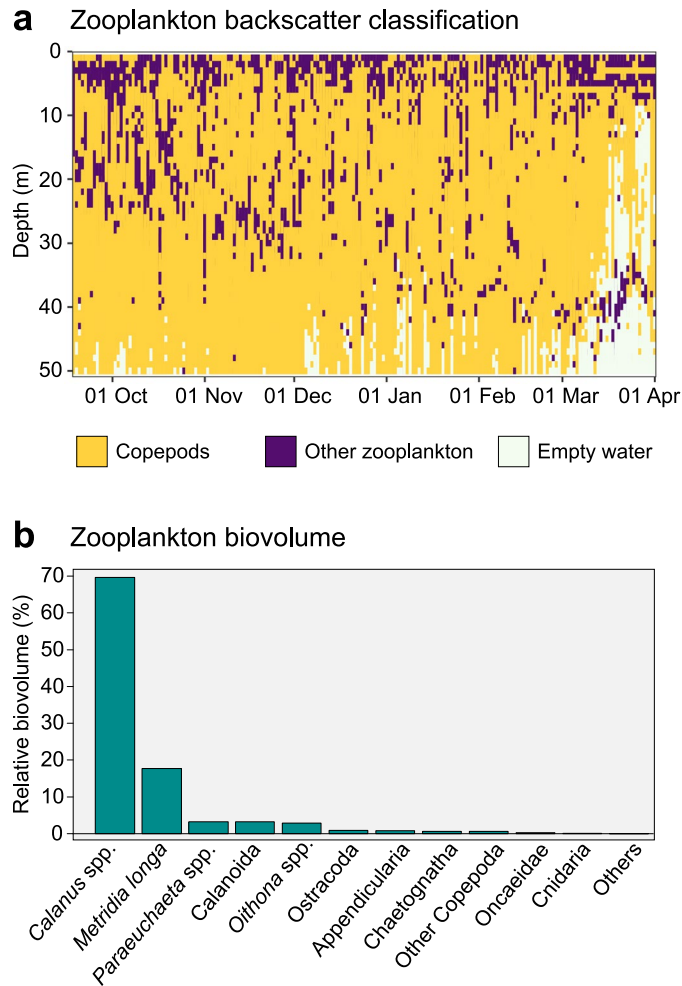 a Zooplankton backscatter classification
Depth (m)
0
10
20
30
40
50
01 Oct 01 Nov 01 Dec 01 Jan 01 Feb 01 Mar 01 Apr
Copepods Other zooplankton Empty water
b Zooplankton biovolume
Relative biovolume (%)
70
60
50
40
30
20
10
0
Calanus spp.
Metridia longa
Paraeuchaeta spp.
Calanoida
Oithona spp.
Ostracoda
Appendicularia
Chaetognatha
Other Copepoda
Oncaeidae
Cnidaria
Others